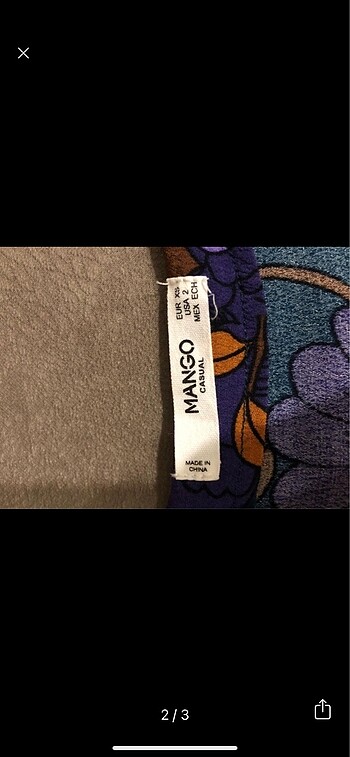 EUR XS
USA 2
MEX ECH
MANGO
CASUAL
MADE IN
CHINA
2 / 3